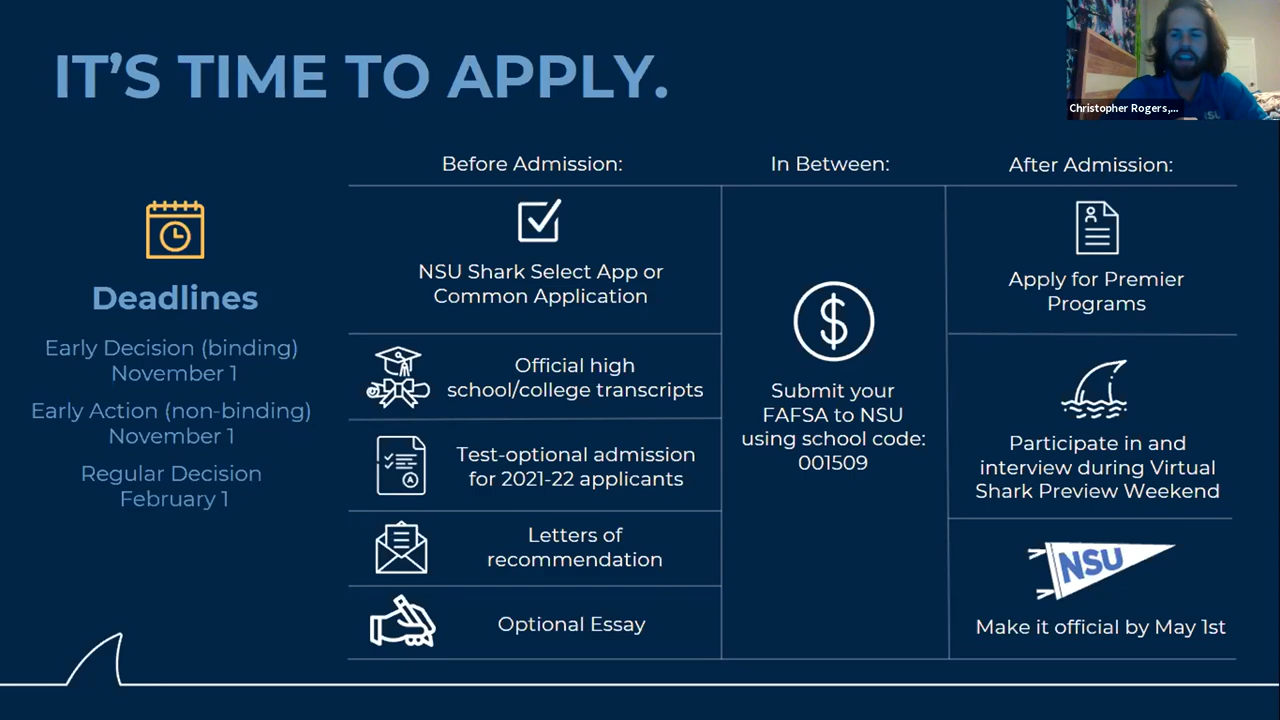 IT'S TIME TO APPLY.
Christopher Rogers,...
Before Admission:
In Between:
After Admission:
Deadlines
Early Decision (binding)
November 1
Early Action (non-binding)
November 1
Regular Decision
February 1
NSU Shark Select App or
Common Application
Official high
school/college transcripts
Test-optional admission
for 2021-22 applicants
Letters of
recommendation
Optional Essay
Submit your
FAFSA to NSU
using school code:
001509
Apply for Premier
Programs
Participate in and
interview during Virtual
Shark Preview Weekend
NSU
Make it official by May 1st